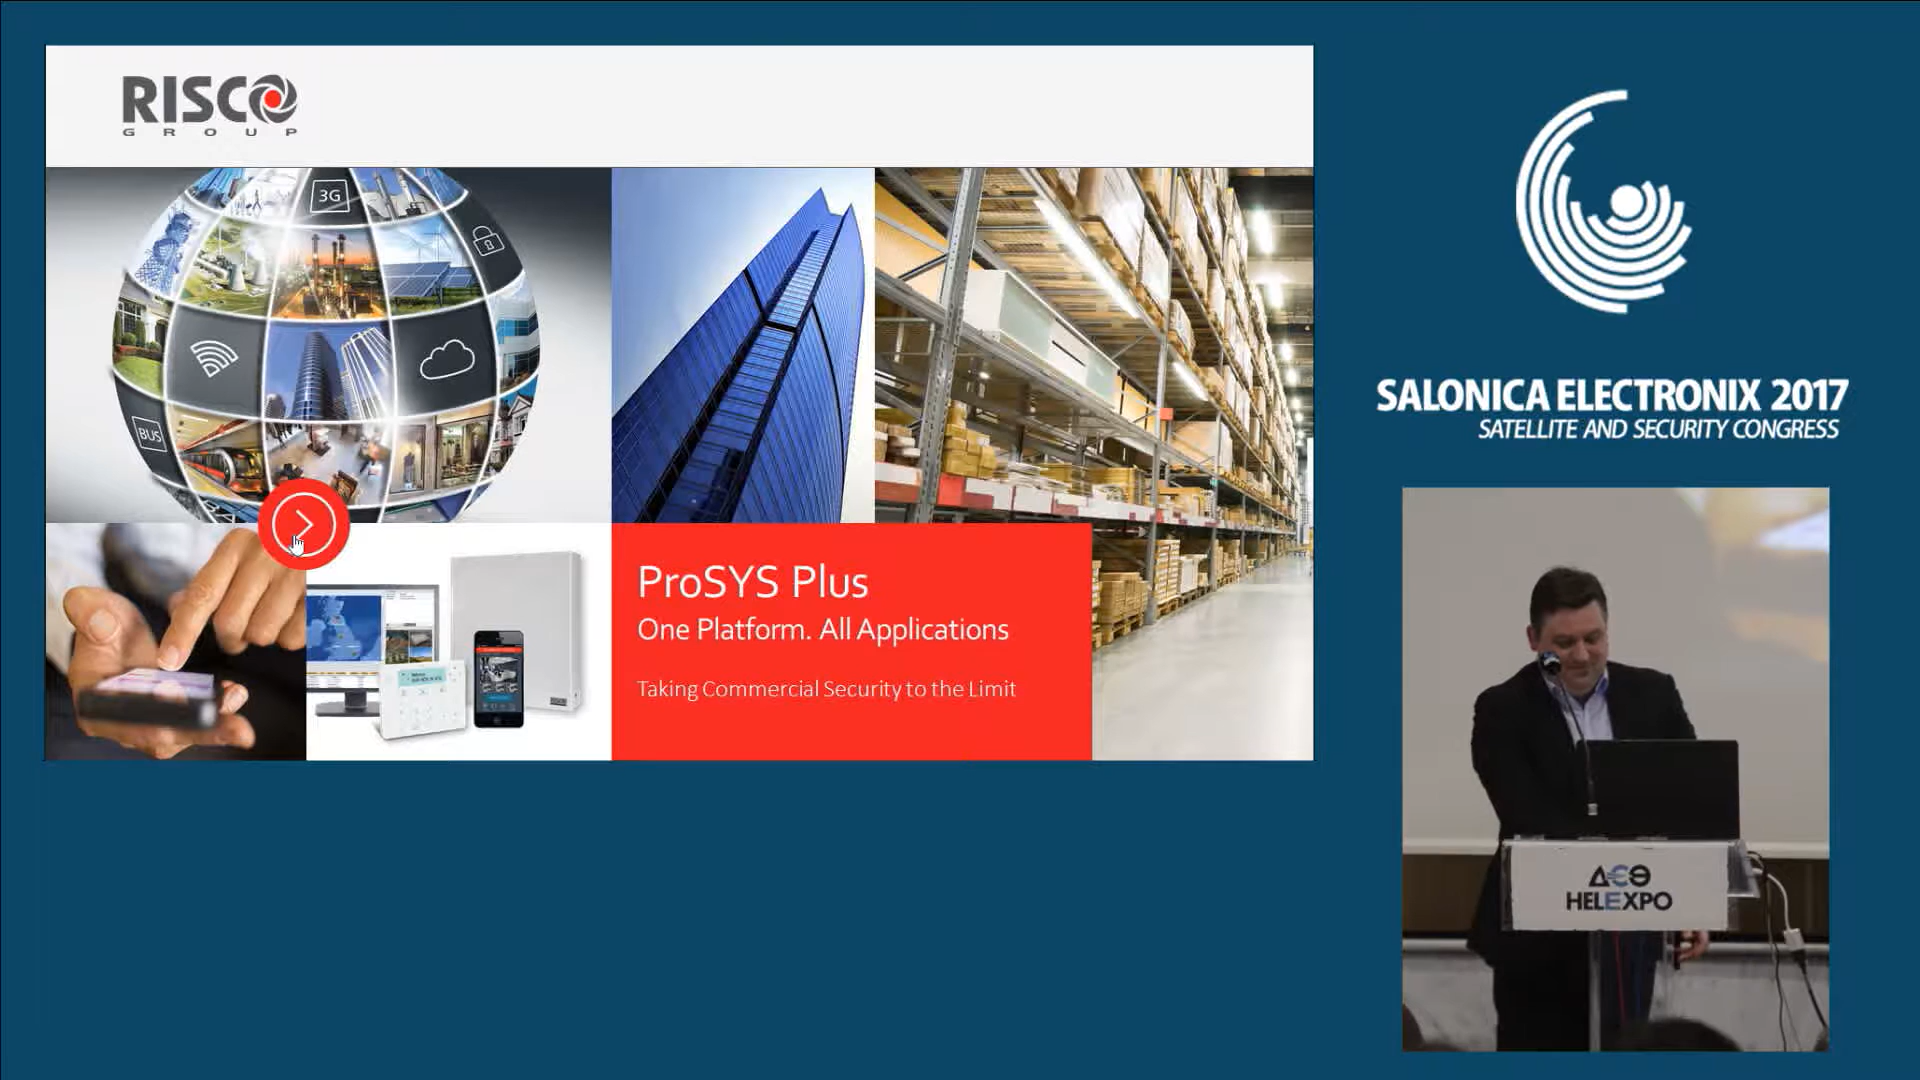 RISCO
GROUP
3G
BUS
ProSYS Plus
One Platform. All Applications
Taking Commercial Security to the Limit
SALONICA ELECTRONIX 2017
SATELLITE AND SECURITY CONGRESS
ΔΕΘ
HELEXPO